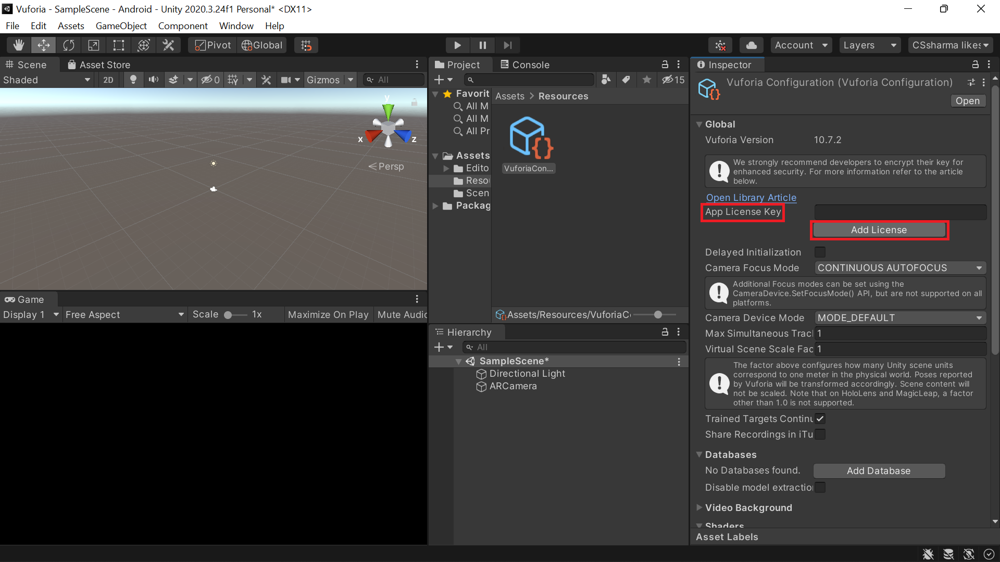 Vuforia - SampleScene - Android - Unity 2020.3.24f1 Personal* <DX11>
File Edit Assets GameObject Component Window Help
Pivot Global Account Layers CSsharma likes
Scene Asset Store
Shaded 2D 0 Gizmos All
y
x
z
Persp
Game
Display 1 Free Aspect Scale 1x Maximize On Play Mute Audic
Project Console
15
Favorit
All M
All M
All Pr
Assets
Edito
Resou
Scen
Packag
Assets > Resources
VuforiaCon...
Assets/Resources/VuforiaC
Hierarchy
All
SampleScene*
Directional Light
ARCamera
Inspector
Vuforia Configuration (Vuforia Configuration)
Open
Global
Vuforia Version 10.7.2
We strongly recommend developers to encrypt their key for
enhanced security. For more information refer to the article
below.
Open Library Article
App License Key
Add License
Delayed Initialization
Camera Focus Mode CONTINUOUS AUTOFOCUS
Additional Focus modes can be set using the
CameraDevice.SetFocusMode() API, but are not supported on all
platforms.
Camera Device Mode MODE_DEFAULT
Max Simultaneous Tracl 1
Virtual Scene Scale Fac 1
The factor above configures how many Unity scene units
correspond to one meter in the physical world. Poses reported
by Vuforia will be transformed accordingly. Scene content will
not be scaled. Note that on HoloLens and MagicLeap, a factor
other than 1.0 is not supported.
Trained Targets Continu
Share Recordings in iTu
Databases
No Databases found. Add Database
Disable model extractio
Video Background
Shaders
Asset Labels